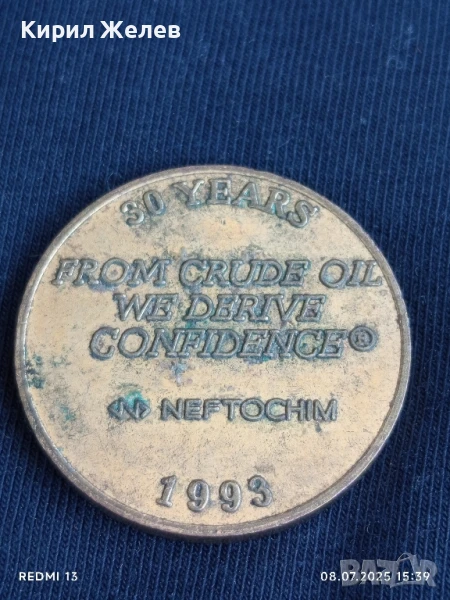 Кирил Желев
30 YEARS
FROM CRUDE OIL
WE DERIVE
CONFIDENCE®
<N> NEFTOCHIM
1993
BAZAR
REDMI 13
08.07.2025 15:39